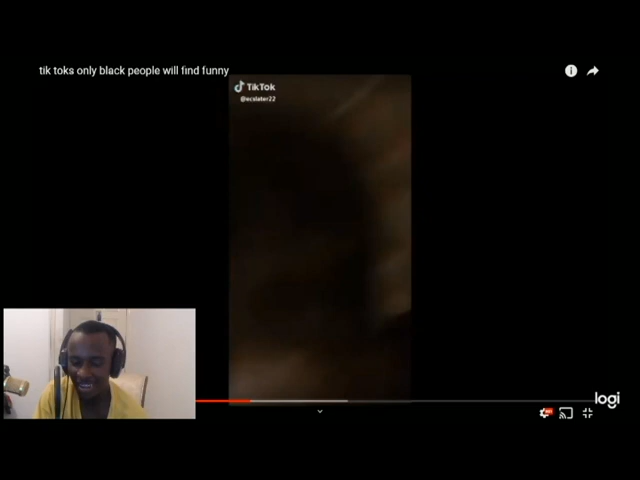 tik toks only black people will find funny
TikTok
@ecslater22
logi